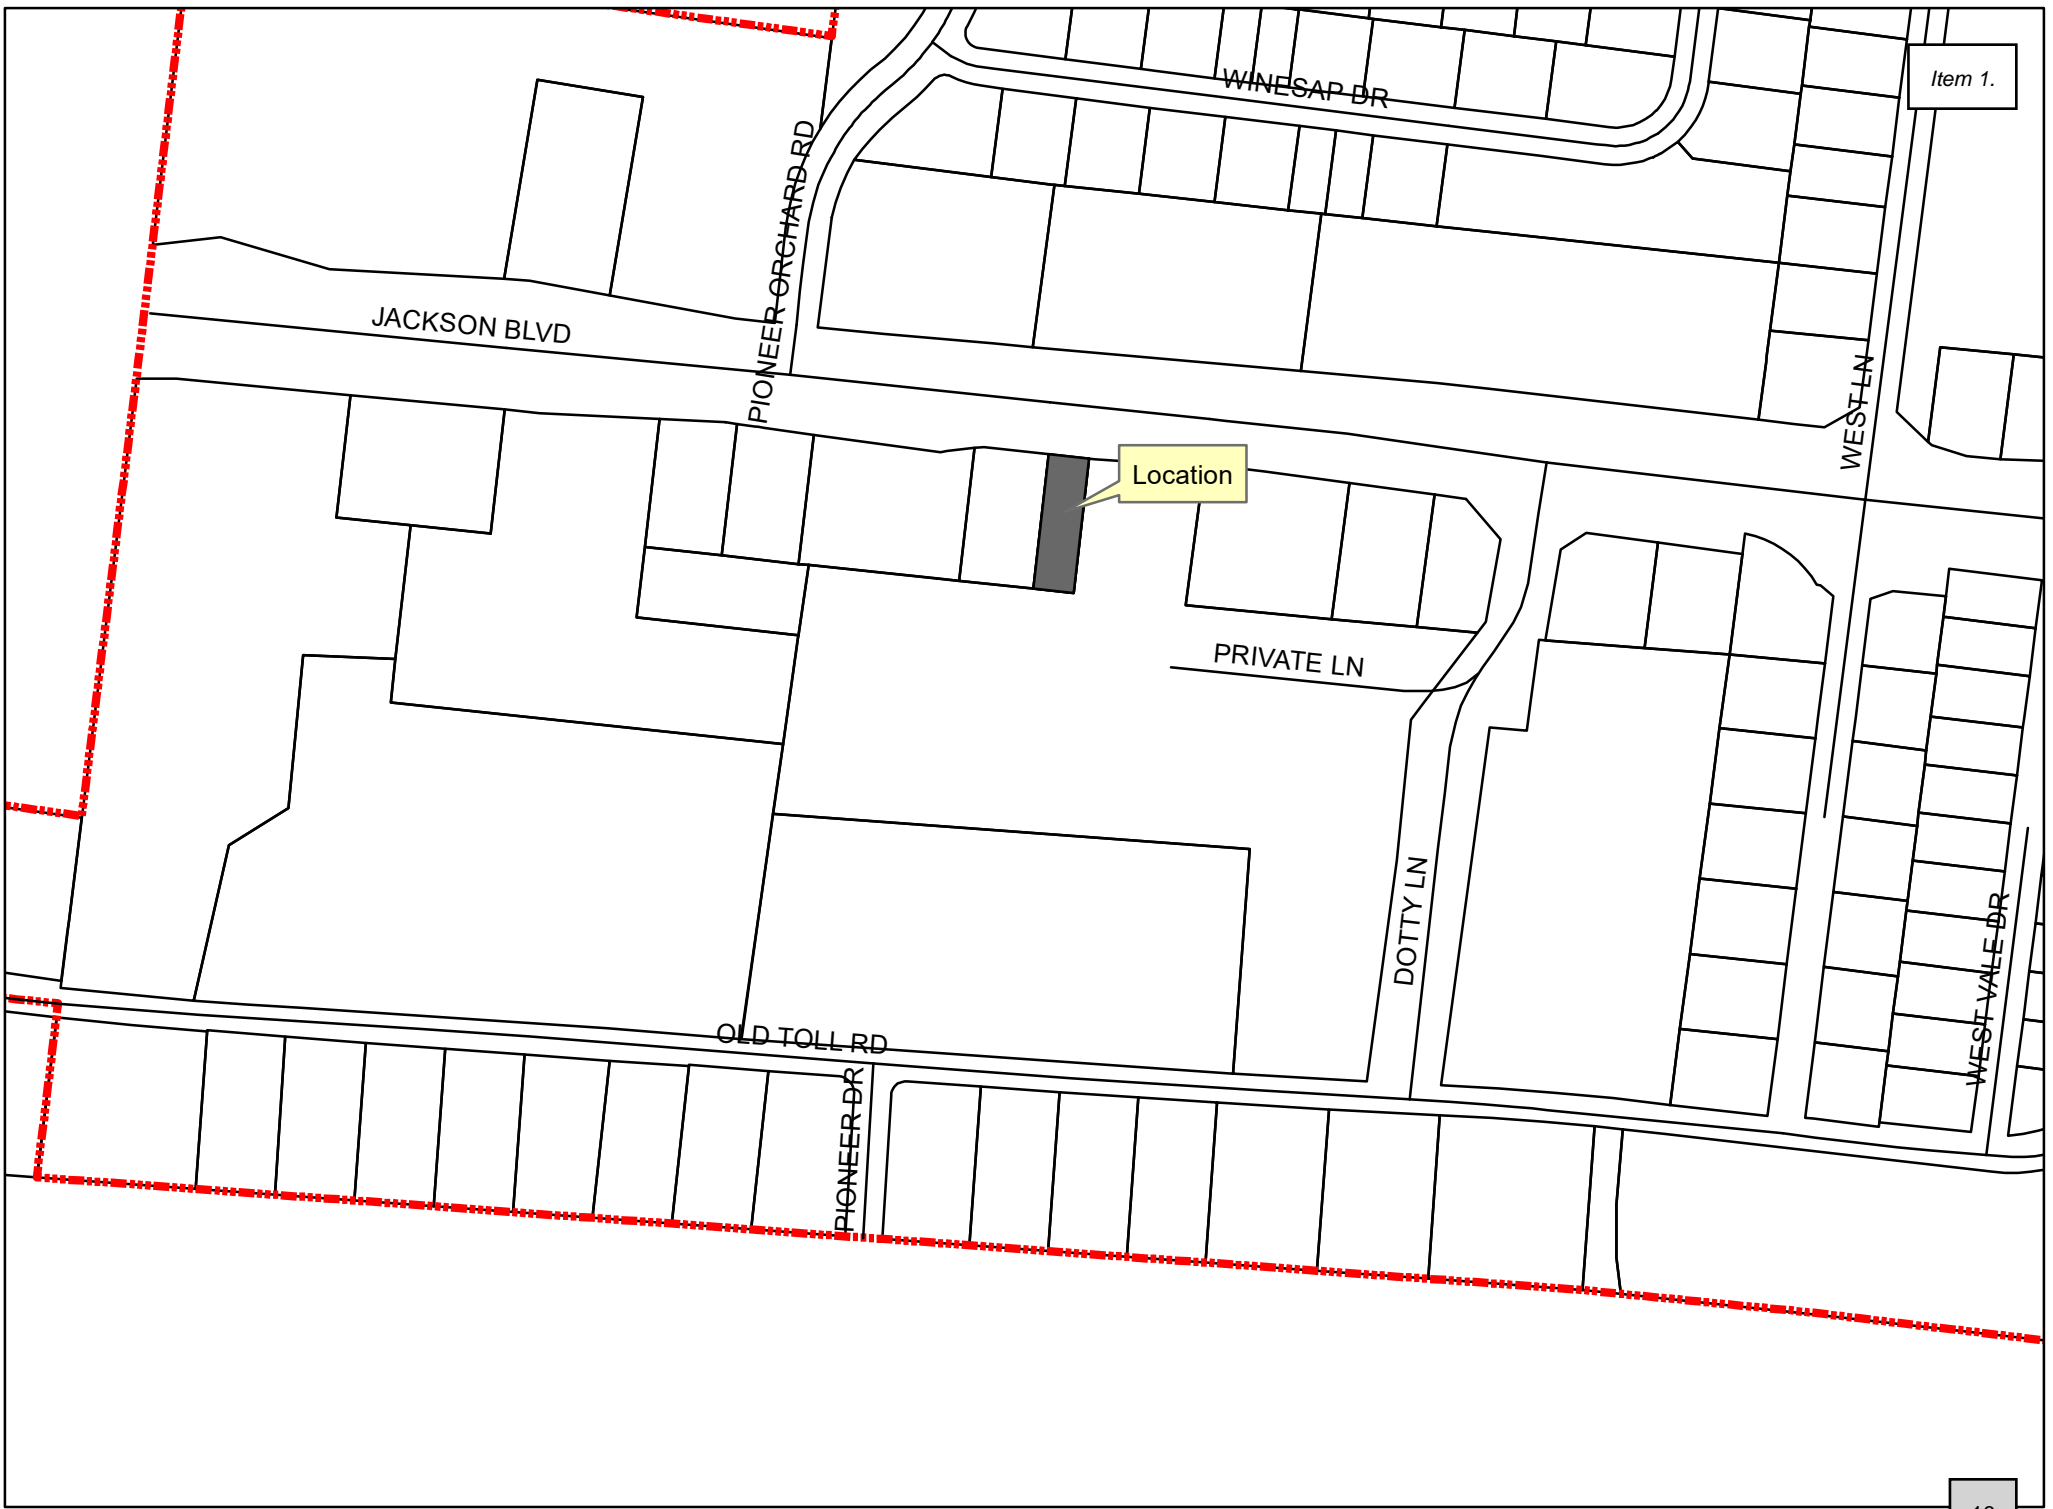 Item 1.
WINESAP DR
PIONEER ORCHARD RD
JACKSON BLVD
WEST LN
Location
PRIVATE LN
DOTTY LN
WEST VALE DR
OLD TOLL RD
PIONEER DR